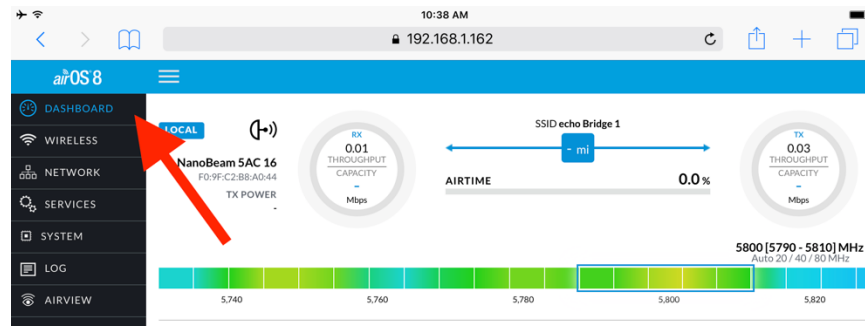 10:38 AM
192.168.1.162
airOS 8
DASHBOARD
WIRELESS
NETWORK
SERVICES
SYSTEM
LOG
AIRVIEW
LOCAL
NanoBeam 5AC 16
F0:9F:C2:B8:A0:44
TX POWER
-
RX
0.01
THROUGHPUT
CAPACITY
-
Mbps
SSID echo Bridge 1
- mi
AIRTIME 0.0 %
TX
0.03
THROUGHPUT
CAPACITY
-
Mbps
5800 [5790 - 5810] MHz
Auto 20 / 40 / 80 MHz
5,740 5,760 5,780 5,800 5,820